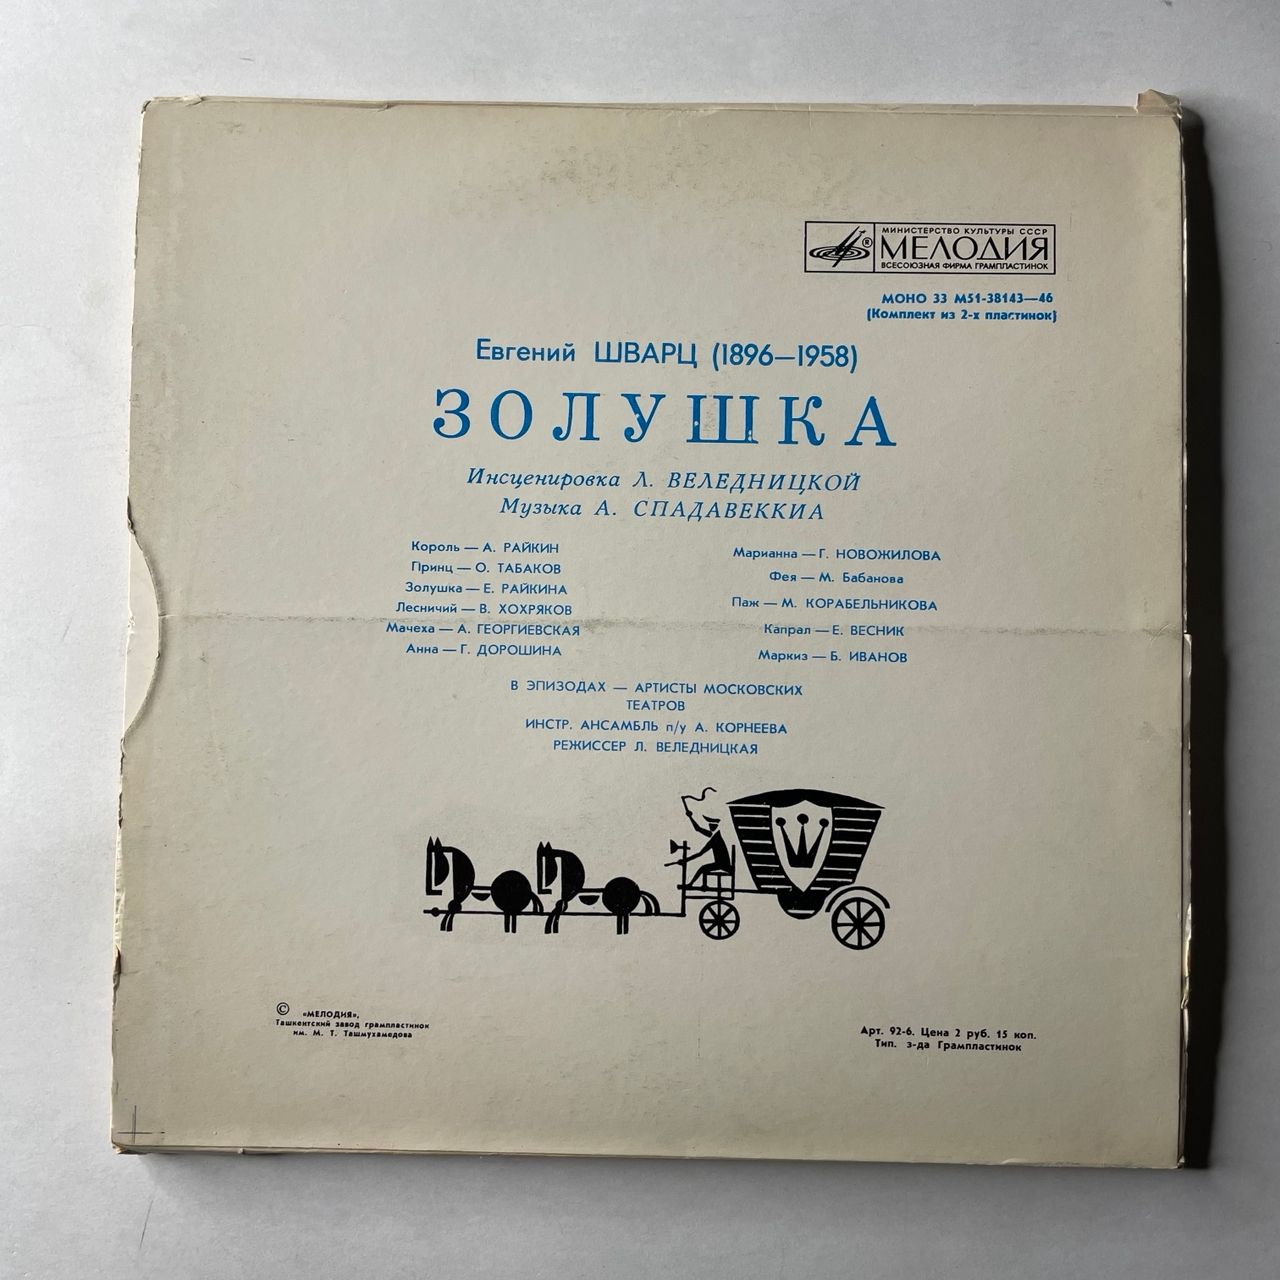 МИНИСТЕРСТВО КУЛЬТУРЫ СССР
МЕЛОДИЯ
®
ВСЕСОЮЗНАЯ ФИРМА ГРАМПЛАСТИНОК
МОНО 33 М51-38143—46
(Комплект из 2-х пластинок)
Евгений ШВАРЦ (1896—1958)
ЗОЛУШКА
Инсценировка Л. ВЕЛЕДНИЦКОЙ
Музыка А. СПАДАВЕККИА
Король — А. РАЙКИН
Принц — О. ТАБАКОВ
Золушка — Е. РАЙКИНА
Лесничий — В. ХОХРЯКОВ
Мачеха — А. ГЕОРГИЕВСКАЯ
Анна — Г. ДОРОШИНА
Марианна — Г. НОВОЖИЛОВА
Фея — М. Бабанова
Паж — М. КОРАБЕЛЬНИКОВА
Капрал — Е. ВЕСНИК
Маркиз — Б. ИВАНОВ
В ЭПИЗОДАХ — АРТИСТЫ МОСКОВСКИХ
ТЕАТРОВ
ИНСТР. АНСАМБЛЬ п/у А. КОРНЕЕВА
РЕЖИССЕР Л. ВЕЛЕДНИЦКАЯ
© «МЕЛОДИЯ»,
Ташкентский завод грампластинок
им. М. Т. Ташмухамедова
Арт. 92-6. Цена 2 руб. 15 коп.
Тип. з-да Грампластинок